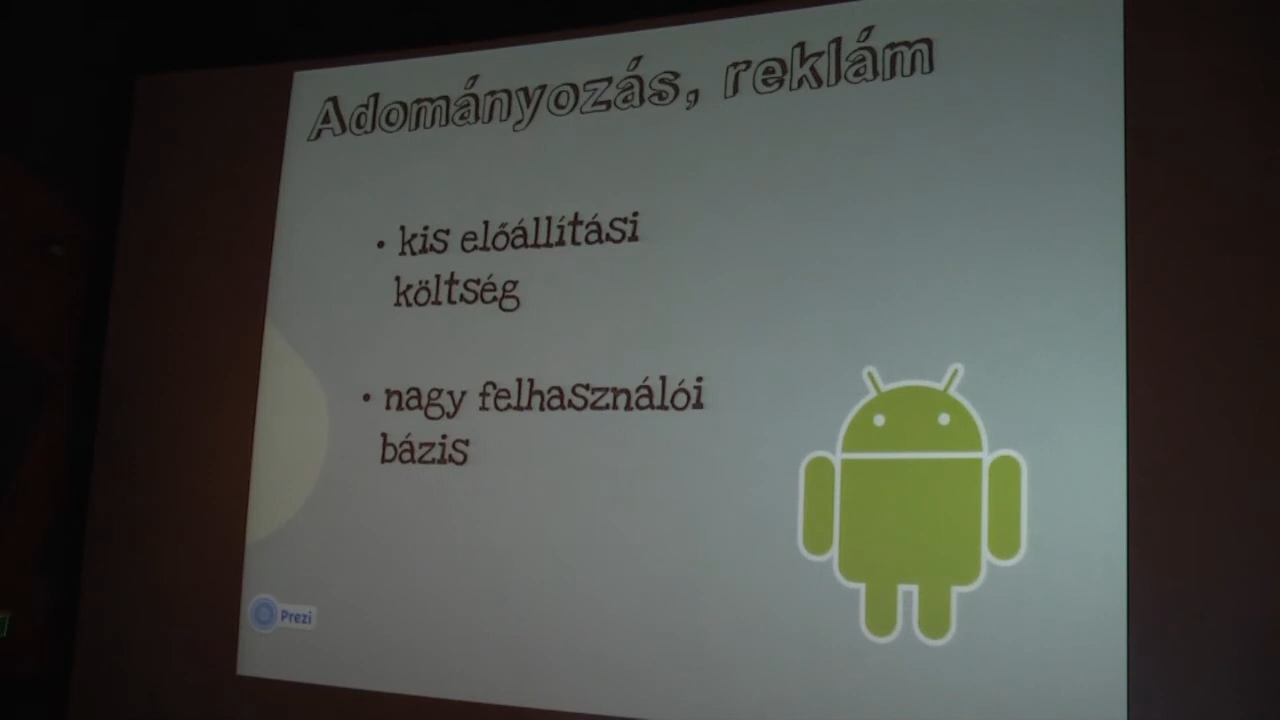 Adományozás, reklám
• kis előállítási
költség
• nagy felhasználói
bázis
Prezi